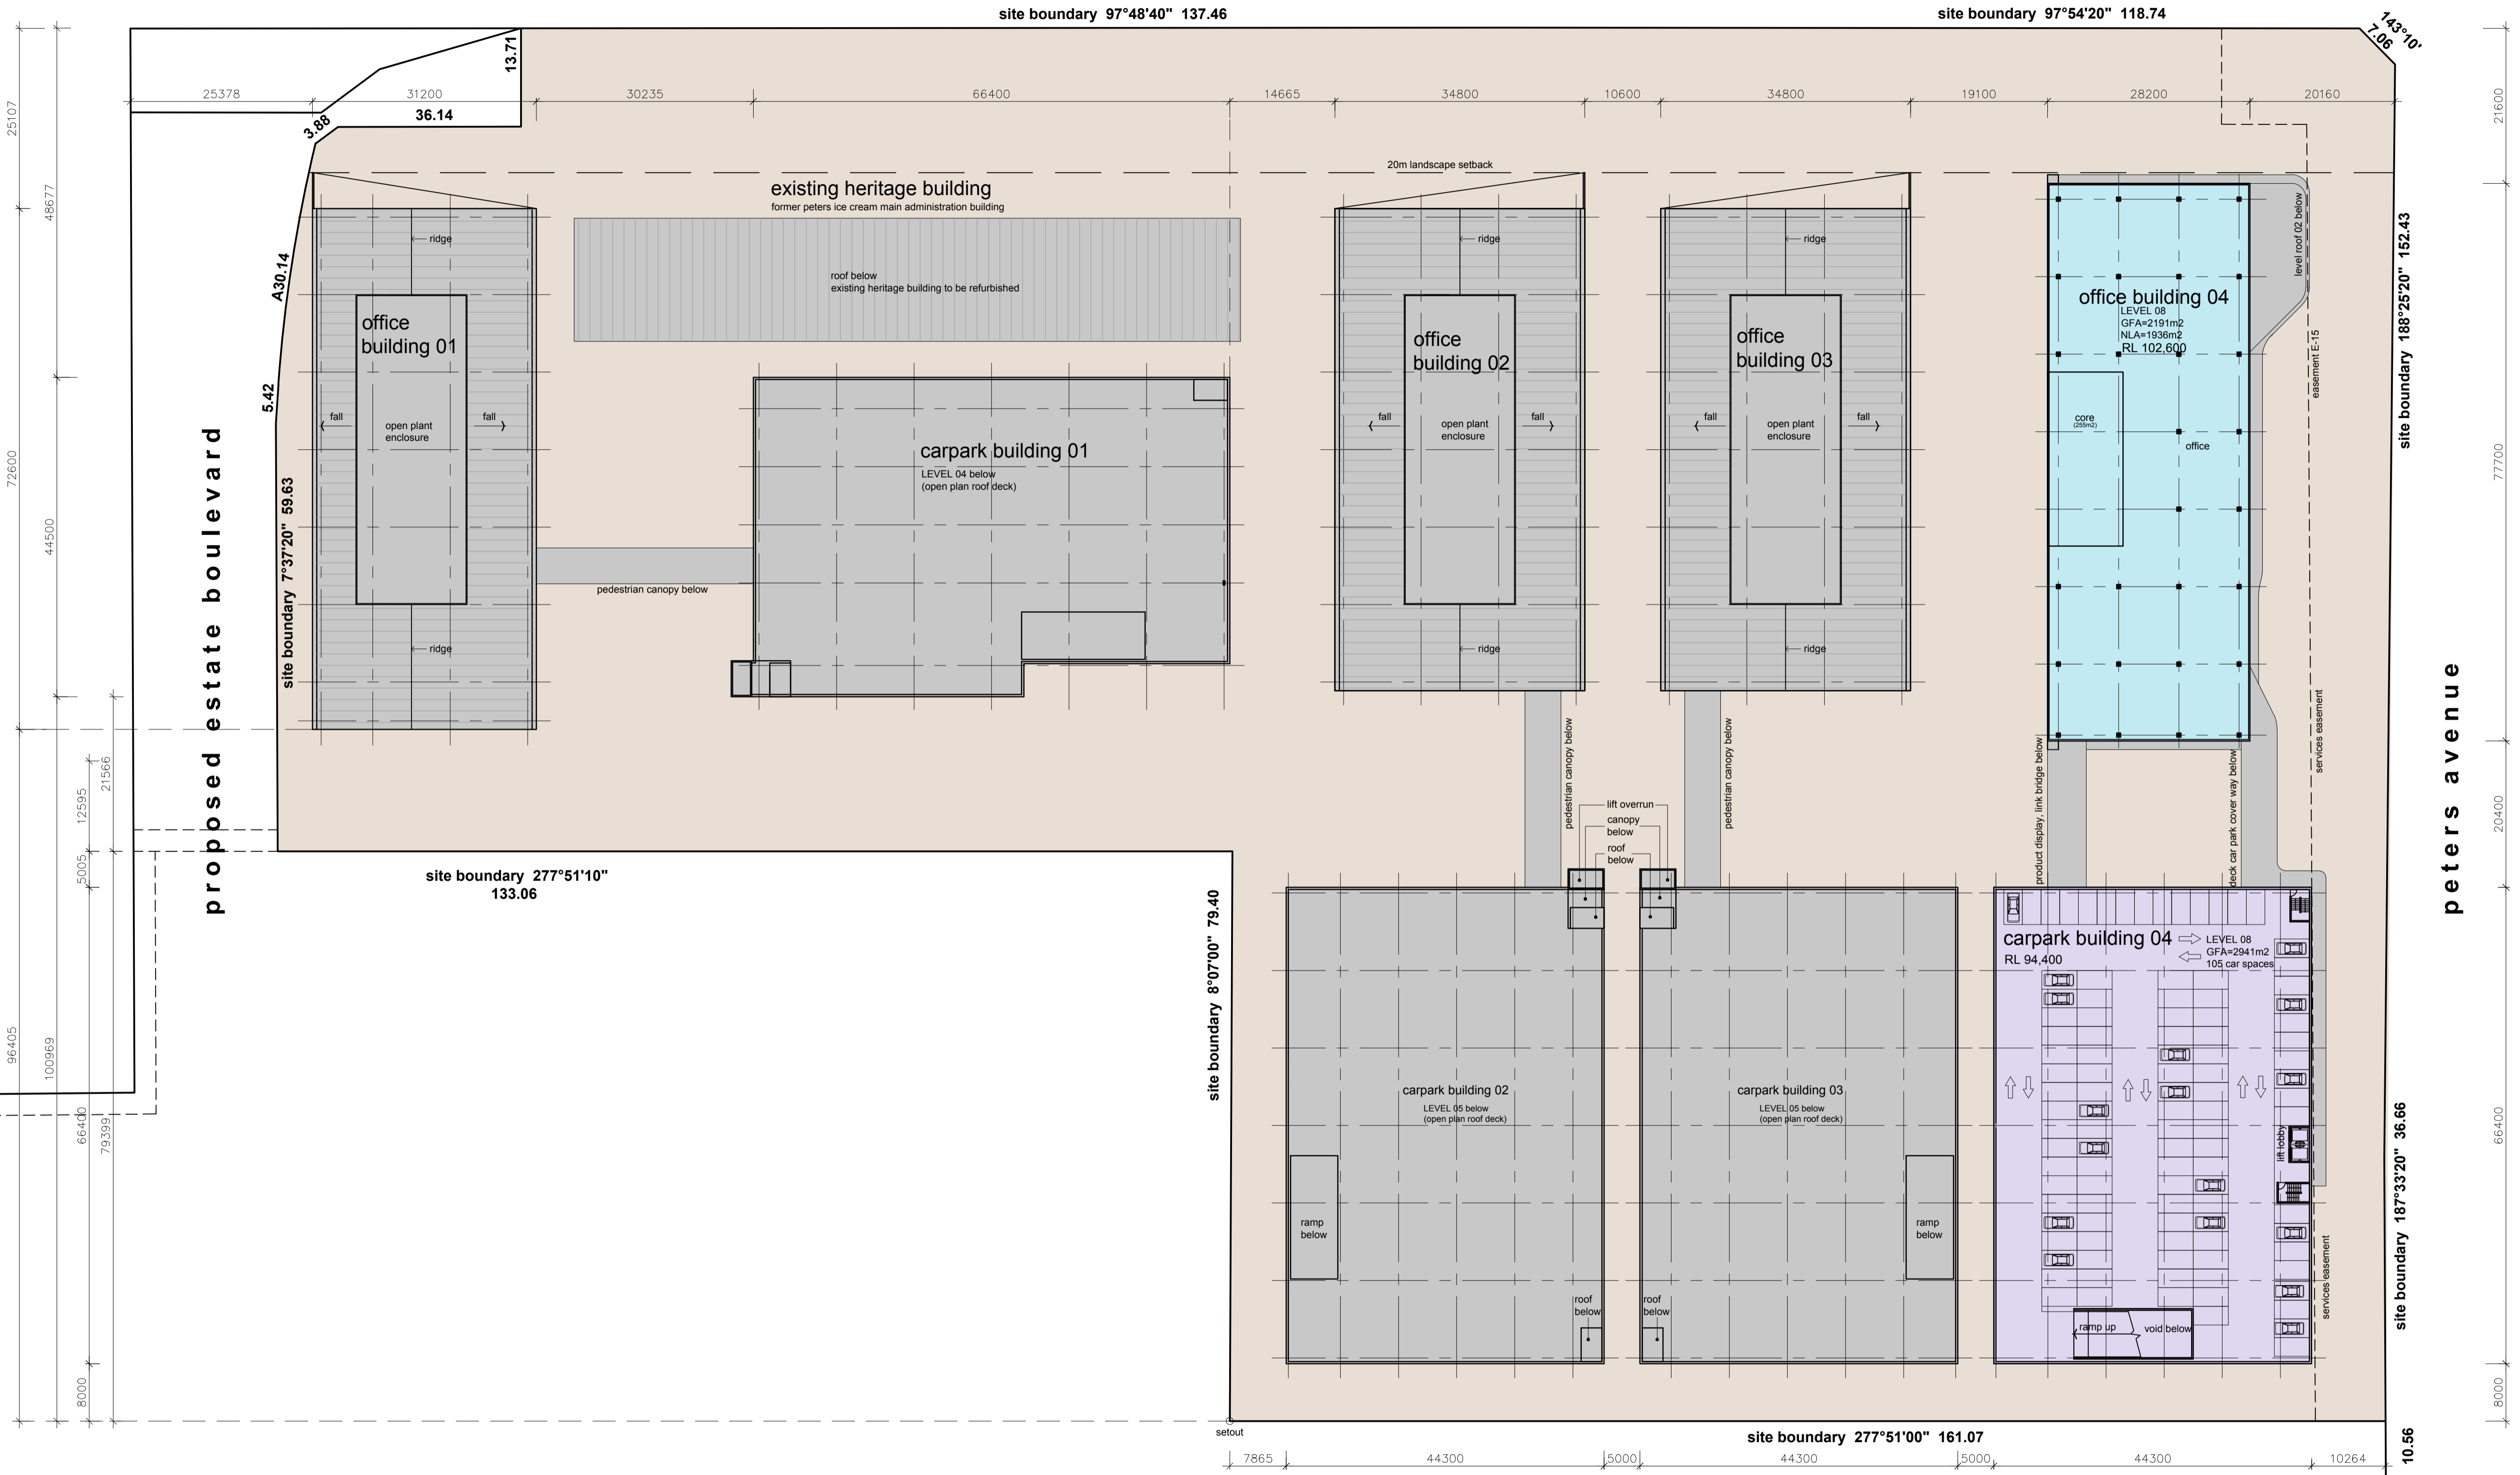 site boundary 97°48'40" 137.46
site boundary 97°54'20" 118.74
143°10'
7.06
13.71
25378
31200
30235
66400
14665
34800
10600
34800
19100
28200
20160
36.14
3.88
25107
48677
21600
20m landscape setback
existing heritage building
former peters ice cream main administration building
roof below
existing heritage building to be refurbished
A30.14
5.42
site boundary 7°37'20" 59.63
proposed estate boulevard
72600
44500
12595
21566
5005
96405
100969
66400
79399
8000
ridge
office
building 01
fall
fall
open plant
enclosure
ridge
pedestrian canopy below
carpark building 01
LEVEL 04 below
(open plan roof deck)
ridge
office
building 02
fall
fall
open plant
enclosure
ridge
ridge
office
building 03
fall
fall
open plant
enclosure
ridge
office building 04
LEVEL 08
GFA=2191m2
NLA=1936m2
RL 102,600
core
(255m2)
office
level roof 02 below
easement E-15
services easement
site boundary 188°25'20" 152.43
77700
peters avenue
20400
66400
8000
pedestrian canopy below
pedestrian canopy below
product display, link bridge below
deck car park cover way below
lift overrun
canopy
below
roof
below
site boundary 277°51'10"
133.06
site boundary 8°07'00" 79.40
carpark building 02
LEVEL 05 below
(open plan roof deck)
ramp
below
roof
below
carpark building 03
LEVEL 05 below
(open plan roof deck)
ramp
below
roof
below
carpark building 04
RL 94,400
LEVEL 08
GFA=2941m2
105 car spaces
lift lobby
ramp up
void below
services easement
site boundary 187°33'20" 36.66
setout
site boundary 277°51'00" 161.07
10.56
7865
44300
5000
44300
5000
44300
10264